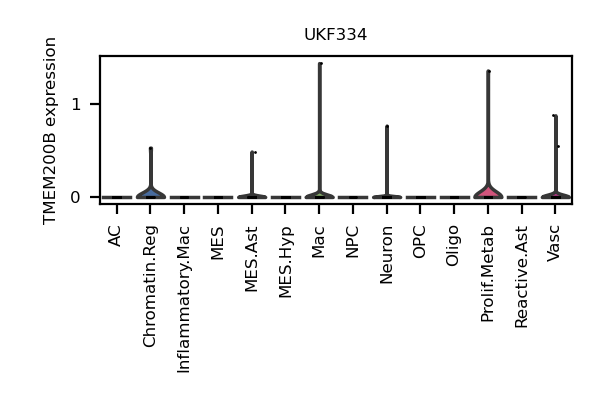 UKF334
TMEM200B expression
1
0
AC
Chromatin.Reg
Inflammatory.Mac
MES
MES.Ast
MES.Hyp
Mac
NPC
Neuron
OPC
Oligo
Prolif.Metab
Reactive.Ast
Vasc